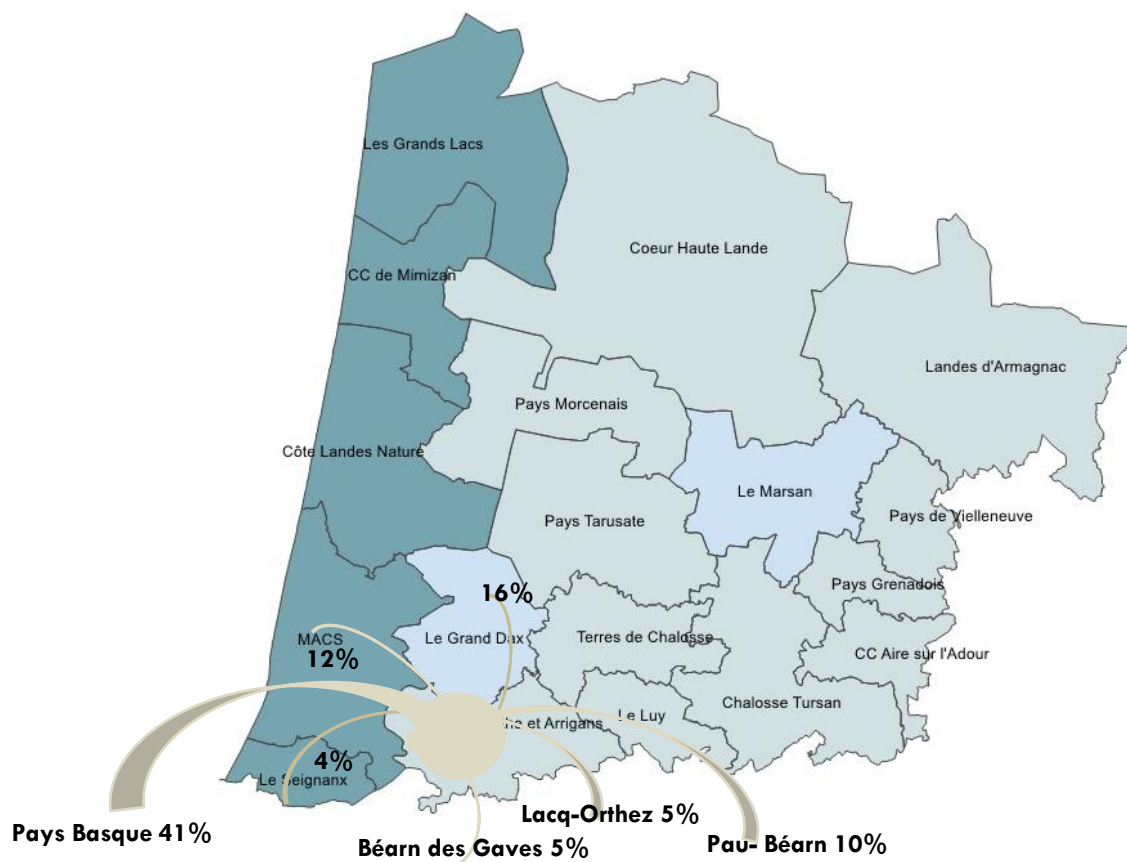 Les Grands Lacs
Coeur Haute Lande
CC de Mimizan
Landes d'Armagnac
Pays Morcenais
Côte Landes Nature
Le Marsan
Pays de Vielleneuve
Pays Tarusate
Pays Grenadois
16%
MACS
Le Grand Dax
Terres de Chalosse
CC Aire sur l'Adour
12%
Chalosse Tursan
et Arrigans
Le Luy
4%
Le Seignanx
Lacq-Orthez 5%
Pays Basque 41%
Béarn des Gaves 5%
Pau- Béarn 10%